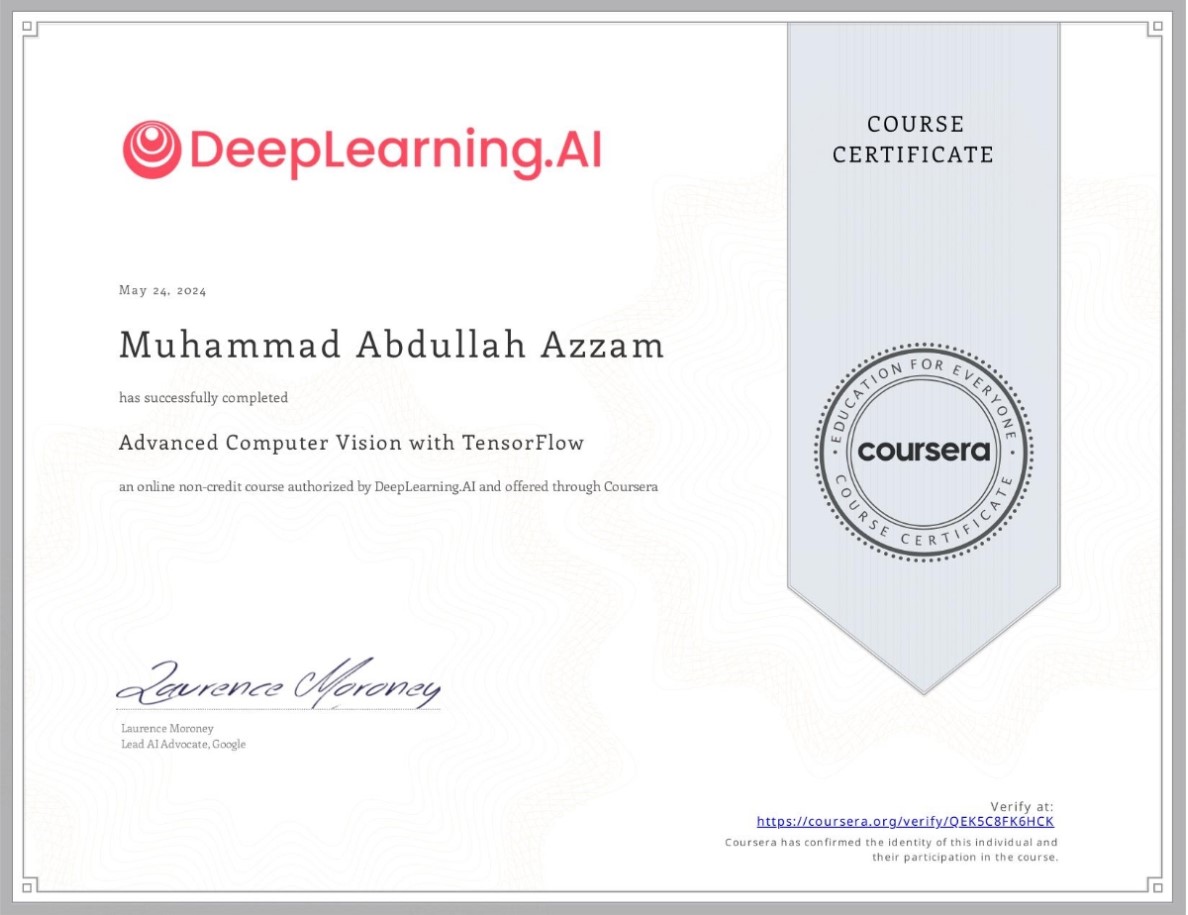 DeepLearning.AI
COURSE
CERTIFICATE
May 24, 2024
Muhammad Abdullah Azzam
has successfully completed
Advanced Computer Vision with TensorFlow
an online non-credit course authorized by DeepLearning.AI and offered through Coursera
EDUCATION FOR EVERYONE
coursera
COURSE CERTIFICATE
Laurence Moroney
Laurence Moroney
Lead AI Advocate, Google
Verify at:
https://coursera.org/verify/QEK5C8FK6HCK
Coursera has confirmed the identity of this individual and
their participation in the course.